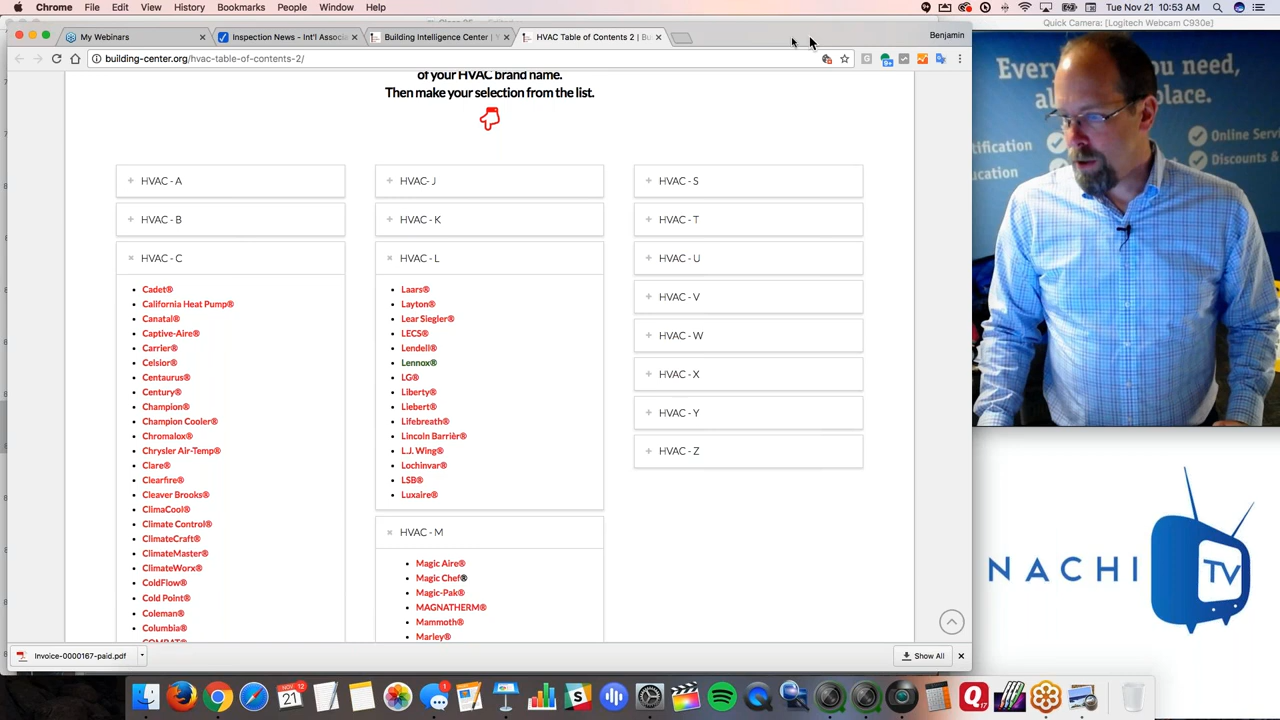 Chrome File Edit View History Bookmarks People Window Help
Tue Nov 21 10:53 AM
Quick Camera: [Logitech Webcam C930e]
My Webinars
Inspection News - Int'l Associa
Building Intelligence Center | Y
HVAC Table of Contents 2 | Bu
Benjamin
building-center.org/hvac-table-of-contents-2/
of your HVAC brand name.
Then make your selection from the list.
HVAC - A
HVAC - B
HVAC - C
Cadet®
California Heat Pump®
Canatal®
Captive-Aire®
Carrier®
Celsior®
Centaurus®
Century®
Champion®
Champion Cooler®
Chromalox®
Chrysler Air-Temp®
Clare®
Clearfire®
Cleaver Brooks®
ClimaCool®
Climate Control®
ClimateCraft®
ClimateMaster®
ClimateWorx®
ColdFlow®
Cold Point®
Coleman®
Columbia®
COMBAT®
HVAC- J
HVAC - K
HVAC - L
Laars®
Layton®
Lear Siegler®
LECS®
Lendell®
Lennox®
LG®
Liberty®
Liebert®
Lifebreath®
Lincoln Barrièr®
L.J. Wing®
Lochinvar®
LSB®
Luxaire®
HVAC - M
Magic Aire®
Magic Chef®
Magic-Pak®
MAGNATHERM®
Mammoth®
Marley®
HVAC - S
HVAC - T
HVAC - U
HVAC - V
HVAC - W
HVAC - X
HVAC - Y
HVAC - Z
Invoice-0000167-paid.pdf
Show All
need,
place.
Online Serv
Discounts &
NACHI TV